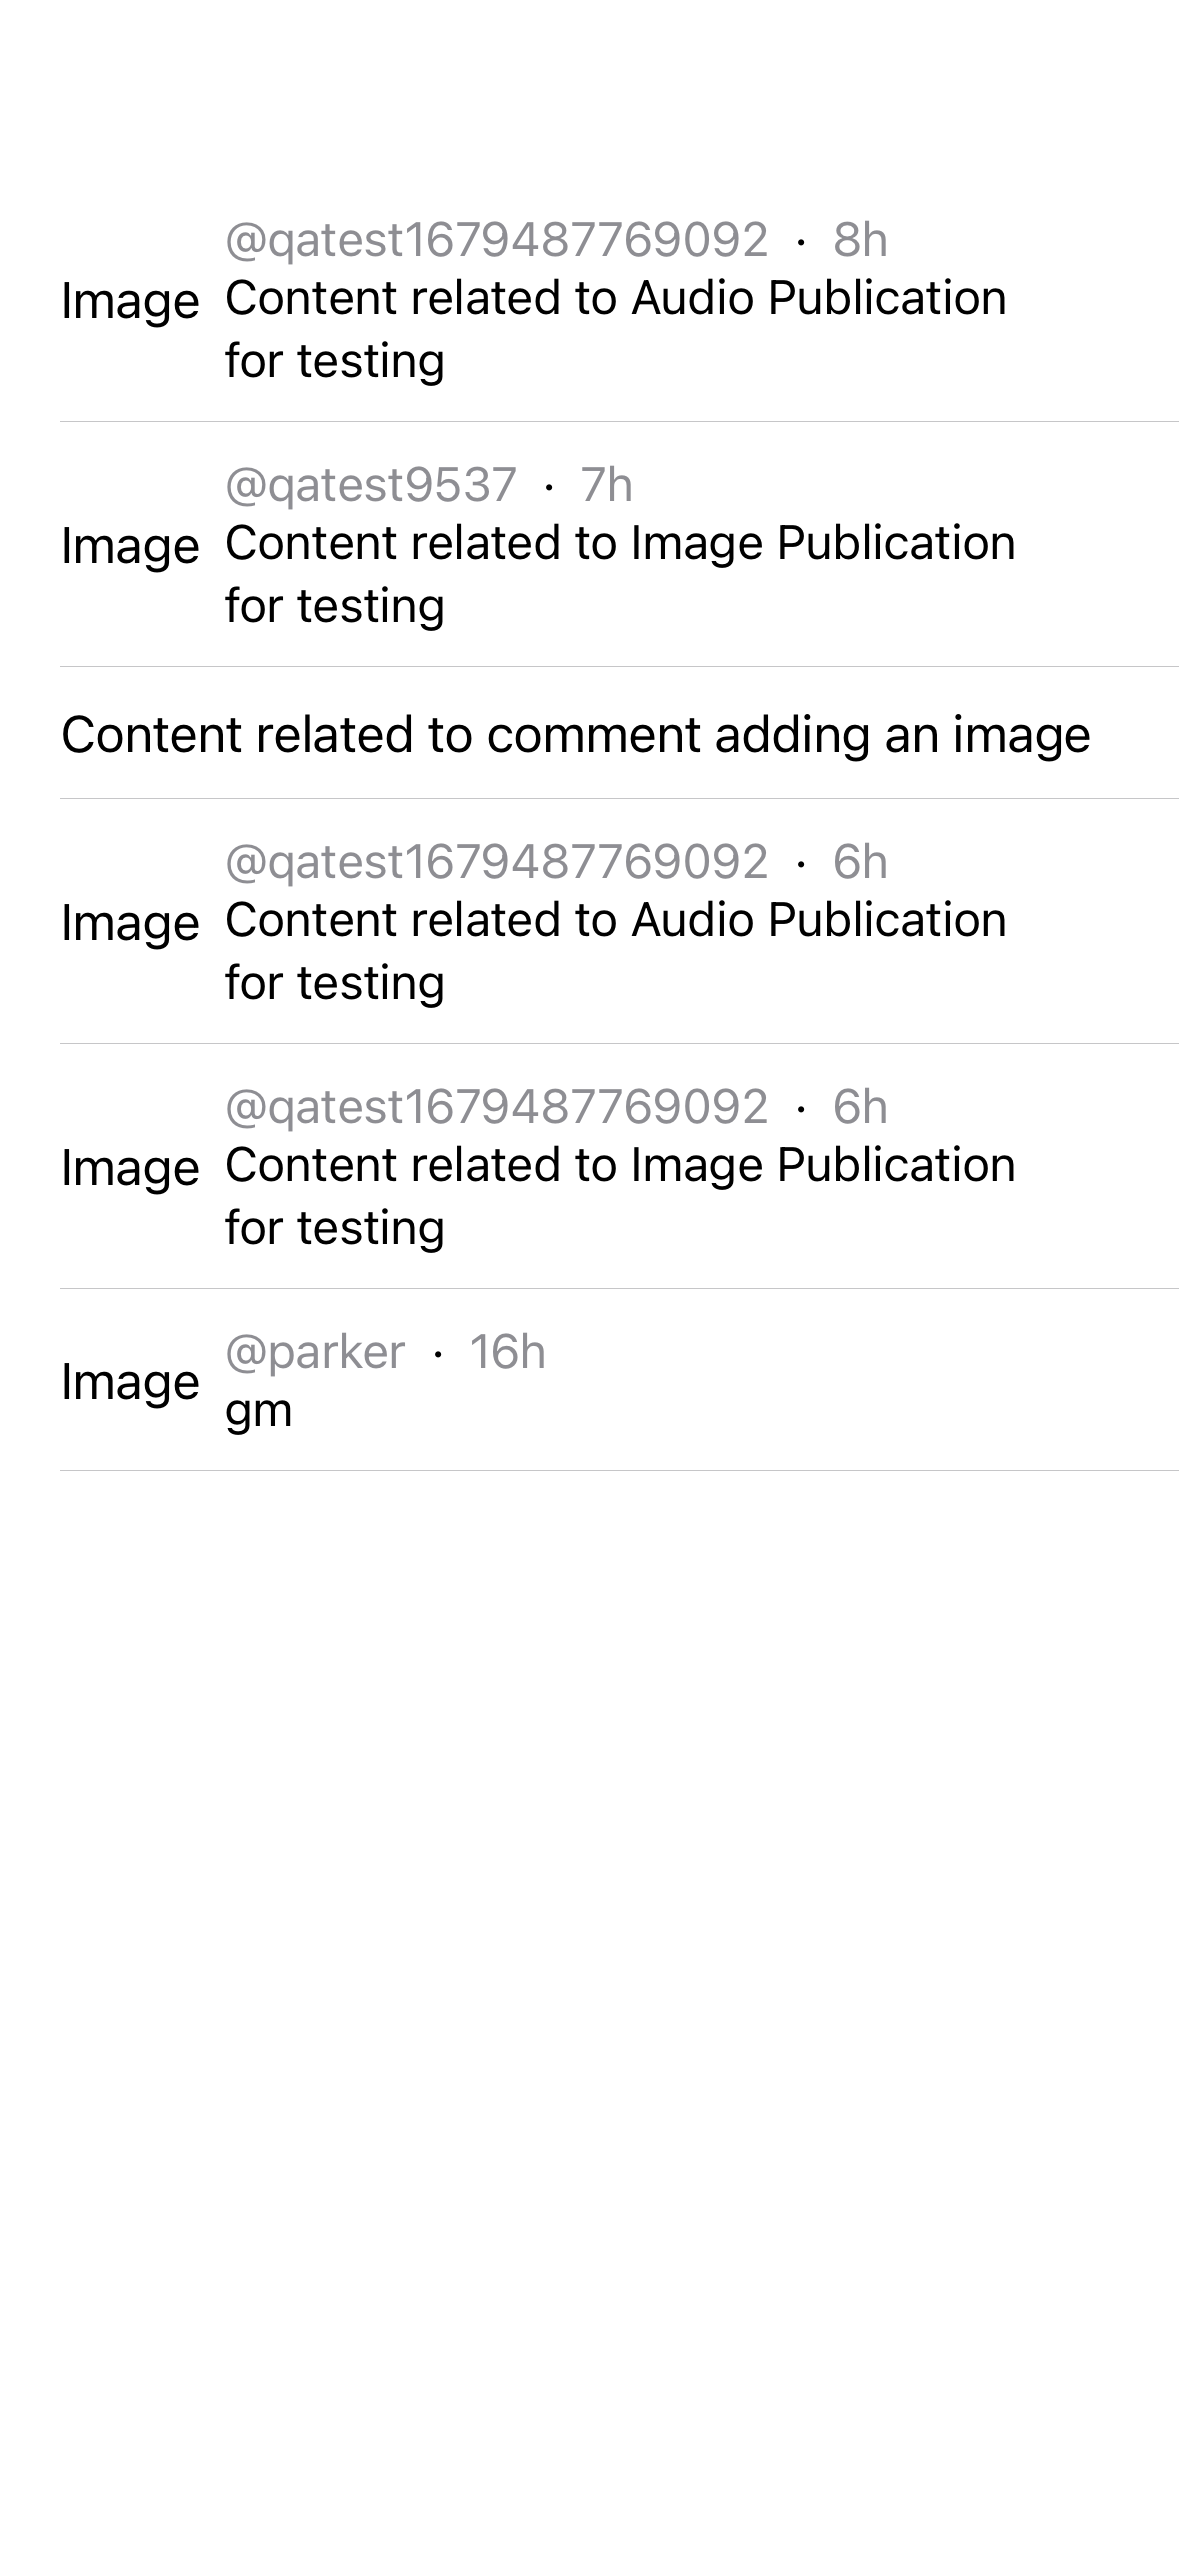 @qatest1679487769092 · 8h
Image Content related to Audio Publication
for testing
@qatest9537 · 7h
Image Content related to Image Publication
for testing
Content related to comment adding an image
@qatest1679487769092 · 6h
Image Content related to Audio Publication
for testing
@qatest1679487769092 · 6h
Image Content related to Image Publication
for testing
@parker · 16h
Image
gm